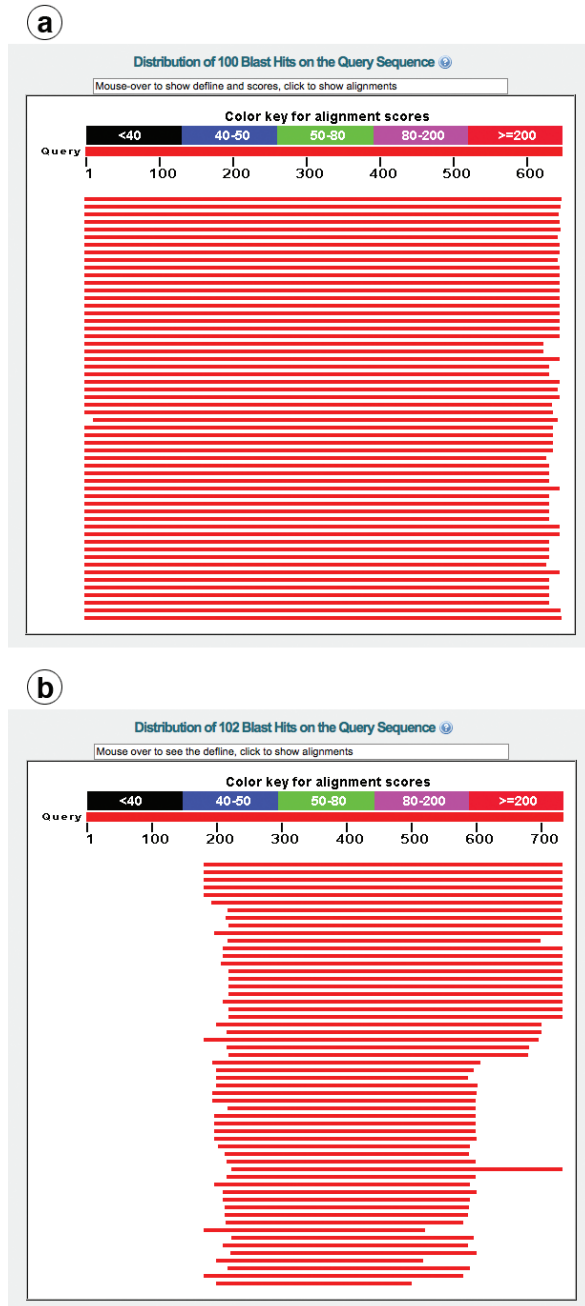 a
Distribution of 100 Blast Hits on the Query Sequence
Mouse-over to show defline and scores, click to show alignments
Color key for alignment scores
<40 40-50 50-80 80-200 >=200
Query
1 100 200 300 400 500 600
b
Distribution of 102 Blast Hits on the Query Sequence
Mouse over to see the defline, click to show alignments
Color key for alignment scores
<40 40-50 50-80 80-200 >=200
Query
1 100 200 300 400 500 600 700